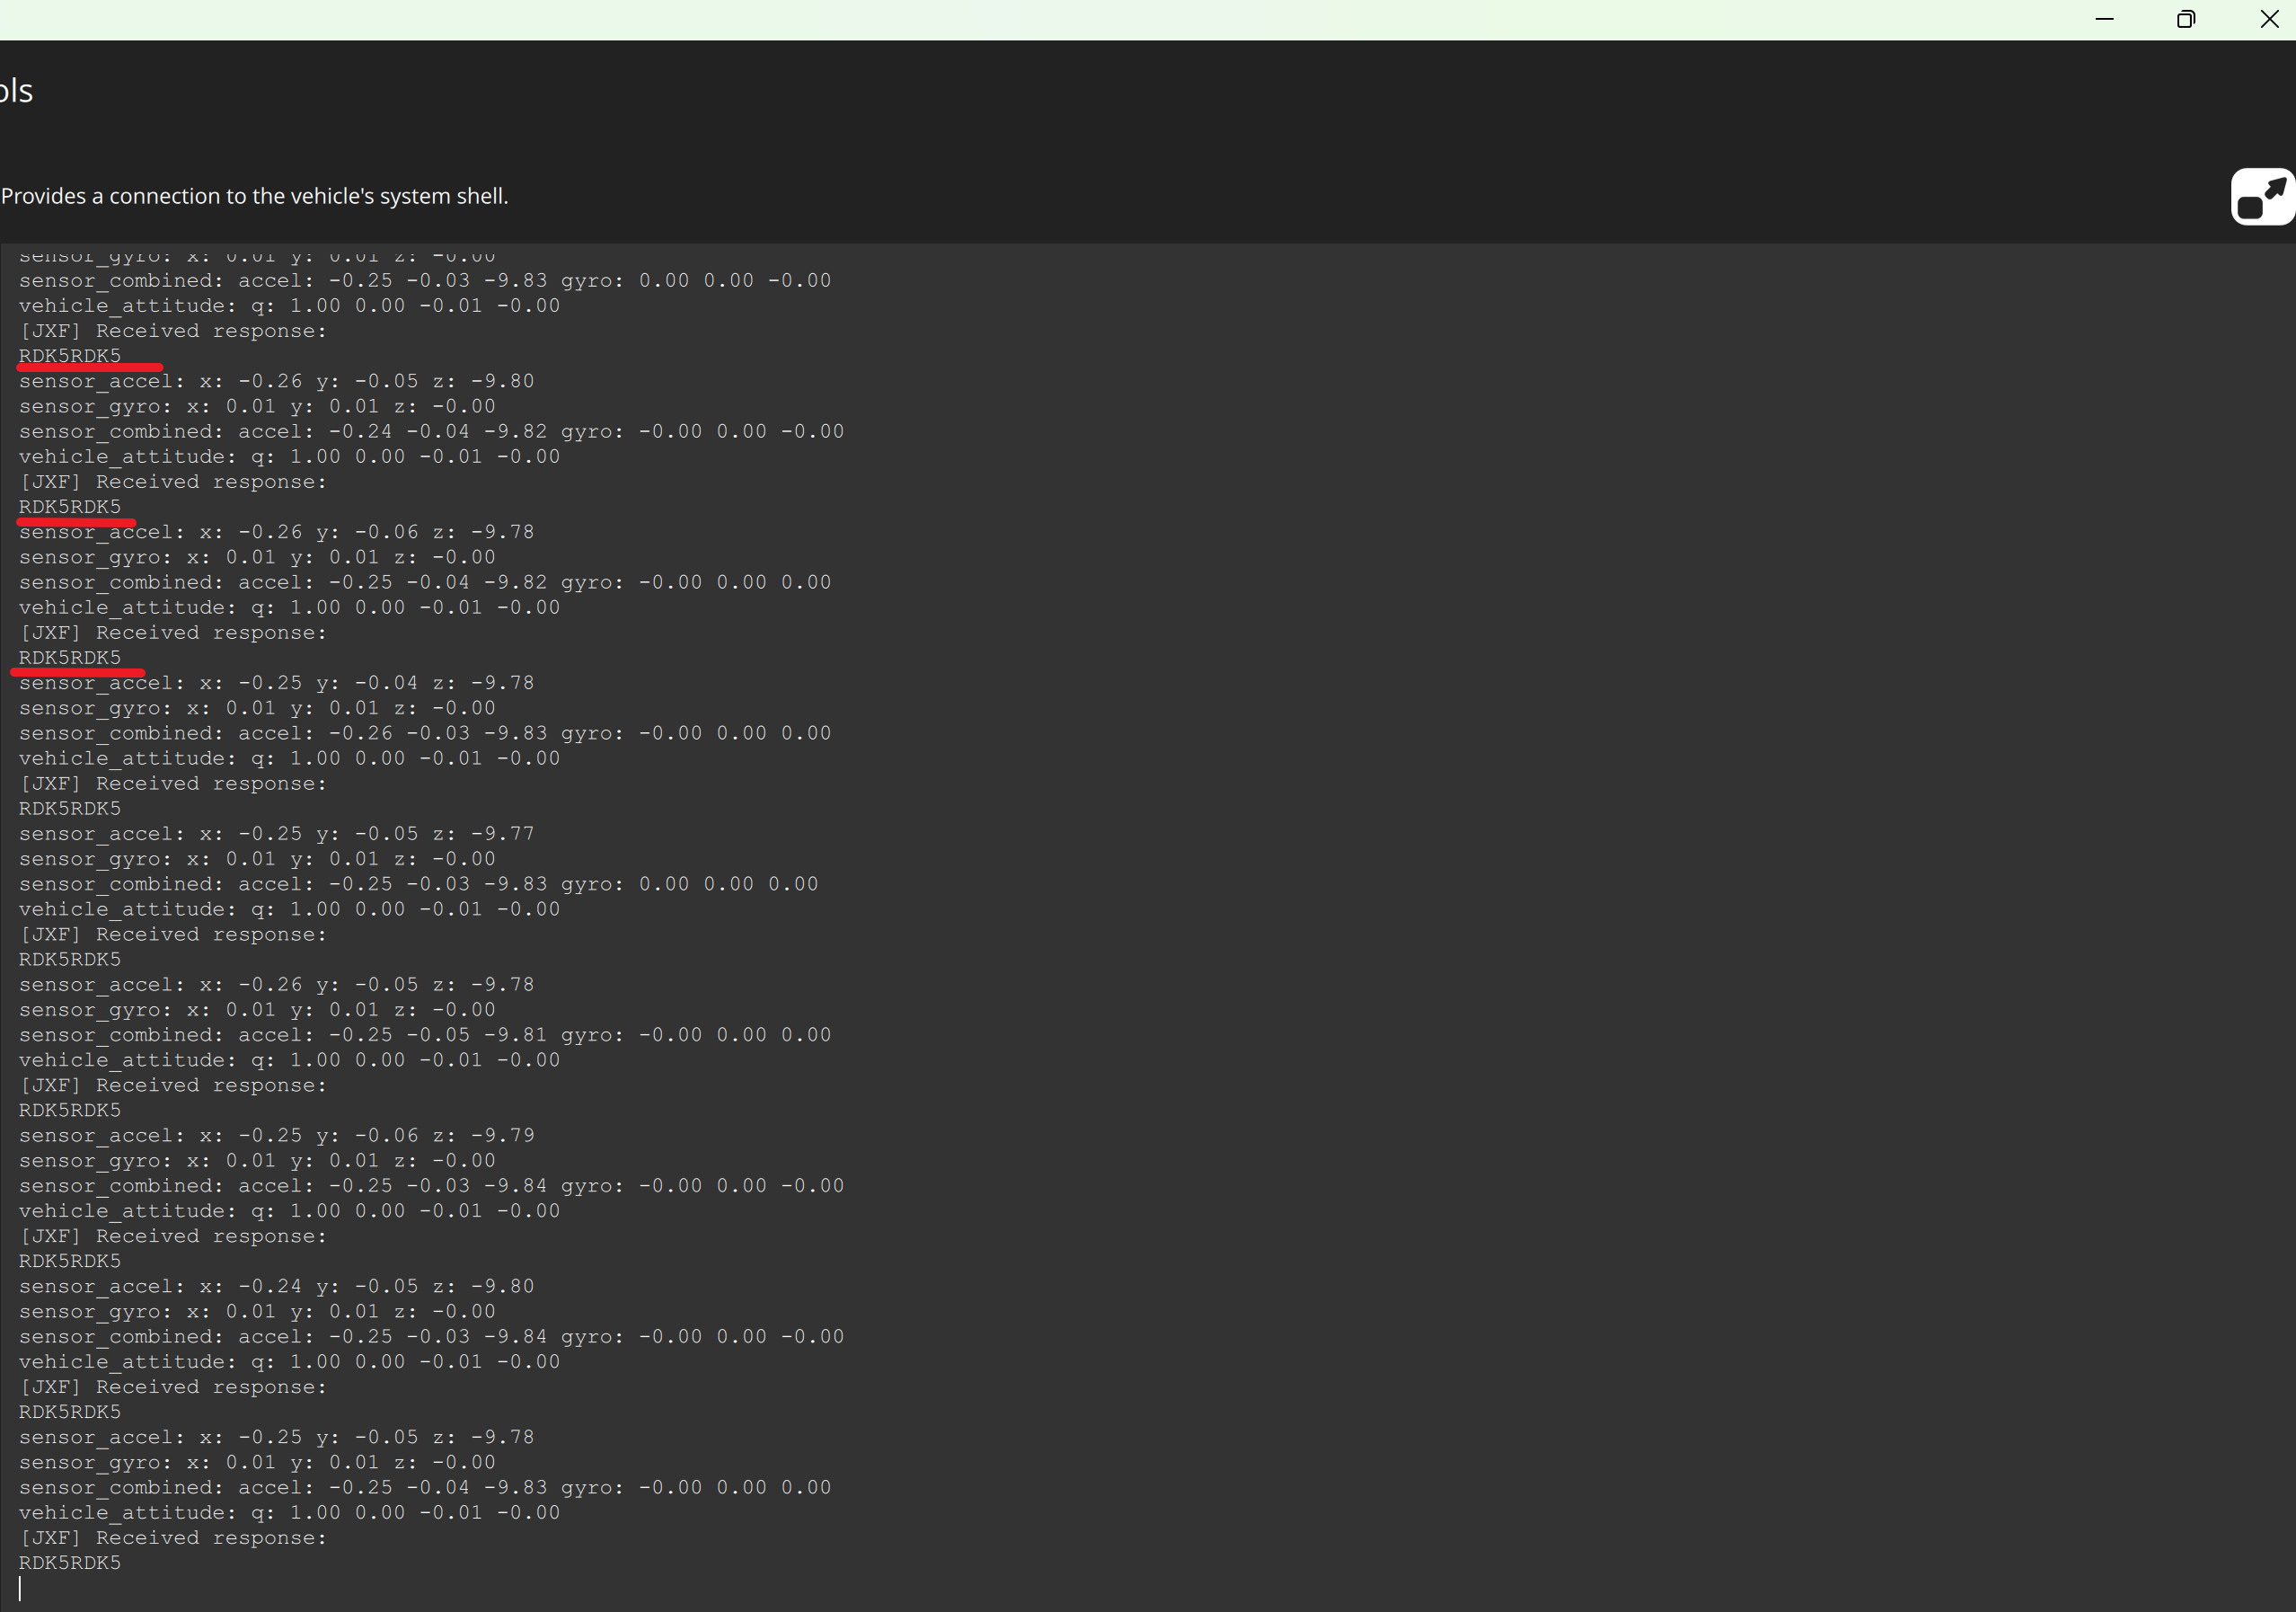 ols
Provides a connection to the vehicle's system shell.
sensor_gyro: x: 0.01 y: 0.01 z: -0.00
sensor_combined: accel: -0.25 -0.03 -9.83 gyro: 0.00 0.00 -0.00
vehicle_attitude: q: 1.00 0.00 -0.01 -0.00
[JXF] Received response:
RDK5RDK5
sensor_accel: x: -0.26 y: -0.05 z: -9.80
sensor_gyro: x: 0.01 y: 0.01 z: -0.00
sensor_combined: accel: -0.24 -0.04 -9.82 gyro: -0.00 0.00 -0.00
vehicle_attitude: q: 1.00 0.00 -0.01 -0.00
[JXF] Received response:
RDK5RDK5
sensor_accel: x: -0.26 y: -0.06 z: -9.78
sensor_gyro: x: 0.01 y: 0.01 z: -0.00
sensor_combined: accel: -0.25 -0.04 -9.82 gyro: -0.00 0.00 0.00
vehicle_attitude: q: 1.00 0.00 -0.01 -0.00
[JXF] Received response:
RDK5RDK5
sensor_accel: x: -0.25 y: -0.04 z: -9.78
sensor_gyro: x: 0.01 y: 0.01 z: -0.00
sensor_combined: accel: -0.26 -0.03 -9.83 gyro: -0.00 0.00 0.00
vehicle_attitude: q: 1.00 0.00 -0.01 -0.00
[JXF] Received response:
RDK5RDK5
sensor_accel: x: -0.25 y: -0.05 z: -9.77
sensor_gyro: x: 0.01 y: 0.01 z: -0.00
sensor_combined: accel: -0.25 -0.03 -9.83 gyro: 0.00 0.00 0.00
vehicle_attitude: q: 1.00 0.00 -0.01 -0.00
[JXF] Received response:
RDK5RDK5
sensor_accel: x: -0.26 y: -0.05 z: -9.78
sensor_gyro: x: 0.01 y: 0.01 z: -0.00
sensor_combined: accel: -0.25 -0.05 -9.81 gyro: -0.00 0.00 0.00
vehicle_attitude: q: 1.00 0.00 -0.01 -0.00
[JXF] Received response:
RDK5RDK5
sensor_accel: x: -0.25 y: -0.06 z: -9.79
sensor_gyro: x: 0.01 y: 0.01 z: -0.00
sensor_combined: accel: -0.25 -0.03 -9.84 gyro: -0.00 0.00 -0.00
vehicle_attitude: q: 1.00 0.00 -0.01 -0.00
[JXF] Received response:
RDK5RDK5
sensor_accel: x: -0.24 y: -0.05 z: -9.80
sensor_gyro: x: 0.01 y: 0.01 z: -0.00
sensor_combined: accel: -0.25 -0.03 -9.84 gyro: -0.00 0.00 -0.00
vehicle_attitude: q: 1.00 0.00 -0.01 -0.00
[JXF] Received response:
RDK5RDK5
sensor_accel: x: -0.25 y: -0.05 z: -9.78
sensor_gyro: x: 0.01 y: 0.01 z: -0.00
sensor_combined: accel: -0.25 -0.04 -9.83 gyro: -0.00 0.00 0.00
vehicle_attitude: q: 1.00 0.00 -0.01 -0.00
[JXF] Received response:
RDK5RDK5